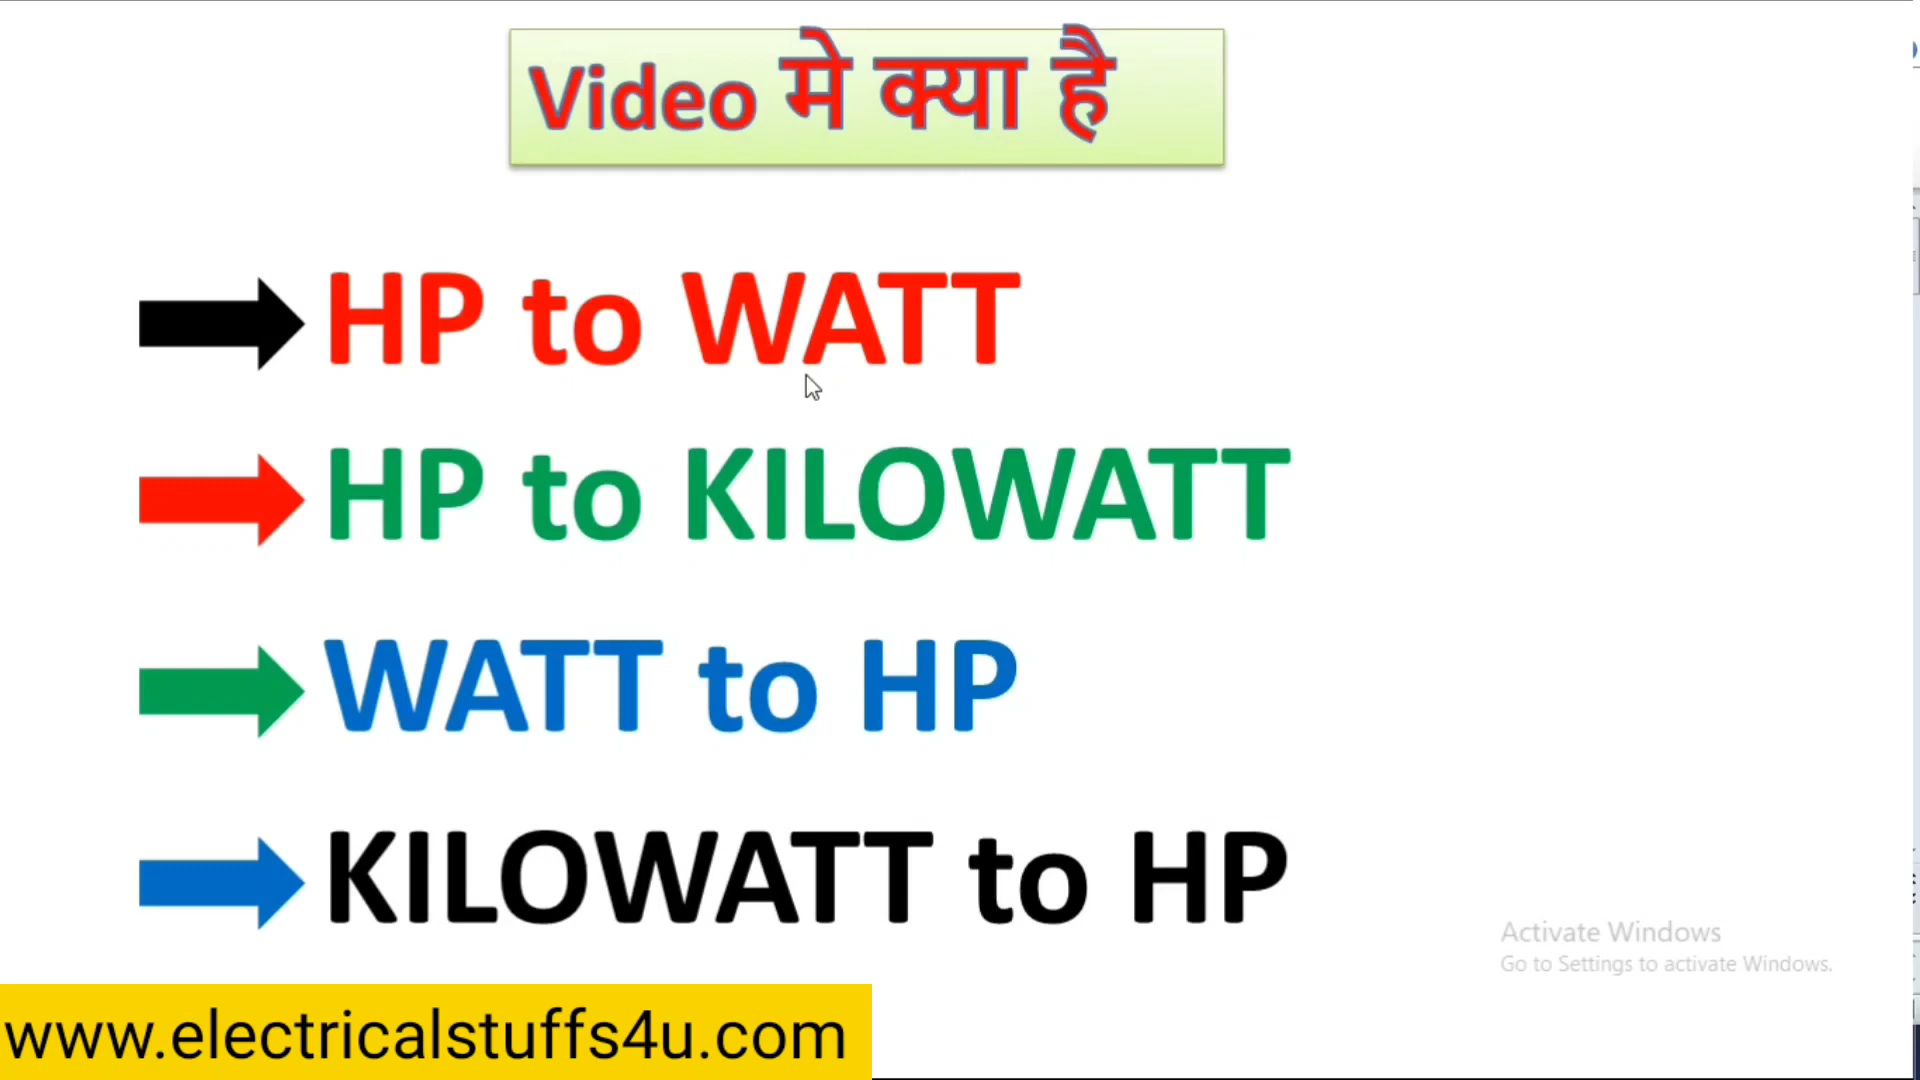 Video मे क्या है
HP to WATT
HP to KILOWATT
WATT to HP
KILOWATT to HP
Activate Windows
Go to Settings to activate Windows.
www.electricalstuffs4u.com